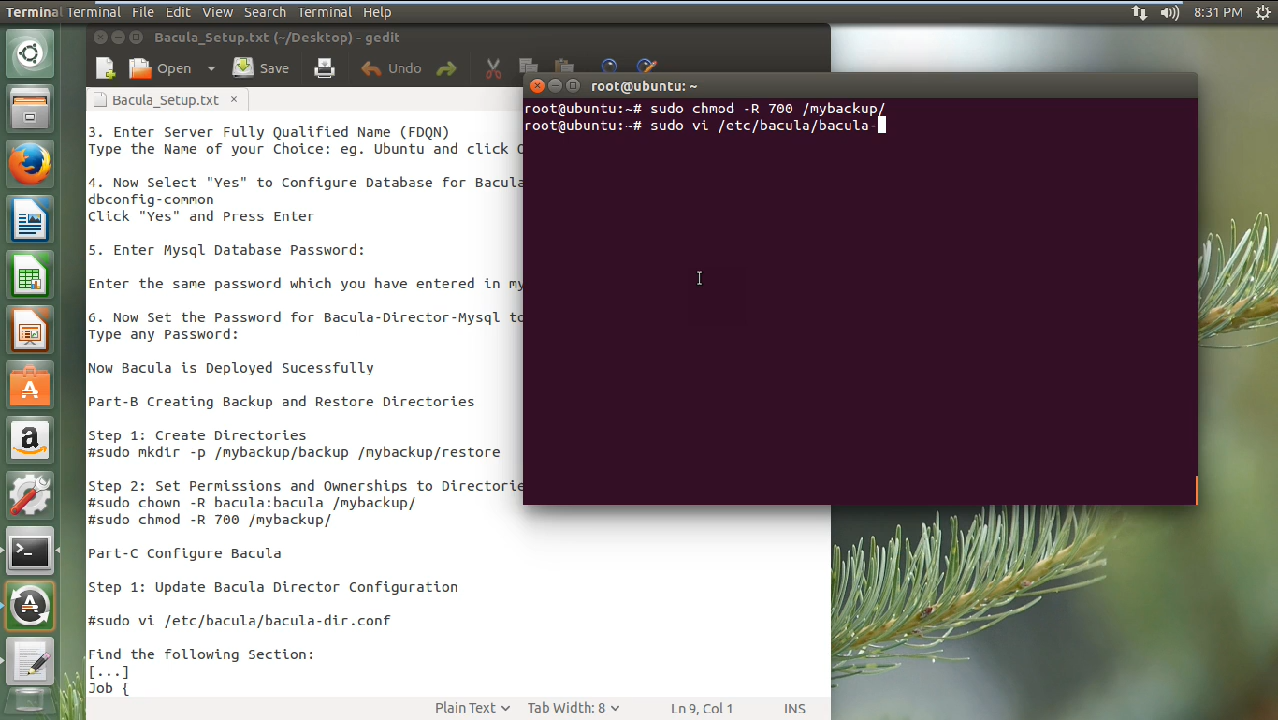 Terminal Terminal File Edit View Search Terminal Help 8:31 PM
Bacula_Setup.txt (~/Desktop) - gedit
Open Save Undo
Bacula_Setup.txt ×
3. Enter Server Fully Qualified Name (FDQN)
Type the Name of your Choice: eg. Ubuntu and click
4. Now Select "Yes" to Configure Database for Bacula
dbconfig-common
Click "Yes" and Press Enter
5. Enter Mysql Database Password:
Enter the same password which you have entered in
6. Now Set the Password for Bacula-Director-Mysql
Type any Password:
Now Bacula is Deployed Sucessfully
Part-B Creating Backup and Restore Directories
Step 1: Create Directories
#sudo mkdir -p /mybackup/backup /mybackup/restore
Step 2: Set Permissions and Ownerships to
#sudo chown -R bacula:bacula /mybackup/
#sudo chmod -R 700 /mybackup/
Part-C Configure Bacula
Step 1: Update Bacula Director Configuration
#sudo vi /etc/bacula/bacula-dir.conf
Find the following Section:
[...]
Job {
Plain Text Tab Width: 8 Ln 9, Col 1 INS
root@ubuntu: ~
root@ubuntu:~# sudo chmod -R 700 /mybackup/
root@ubuntu:~# sudo vi /etc/bacula/bacula-